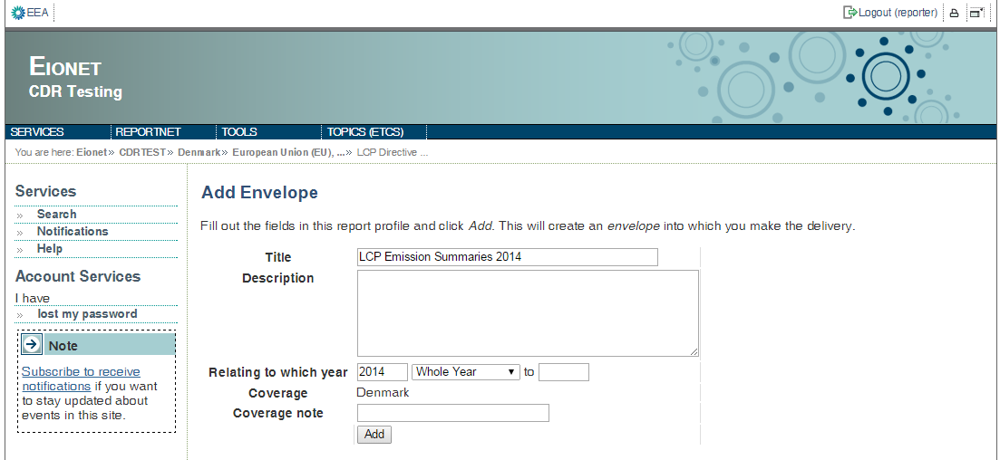 EEA
Logout (reporter)
EIONET
CDR Testing
SERVICES REPORTNET TOOLS TOPICS (ETCS)
You are here: Eionet» CDRTEST» Denmark» European Union (EU), ...» LCP Directive ...
Services
» Search
» Notifications
» Help
Account Services
I have
» lost my password
Note
Subscribe to receive
notifications if you want
to stay updated about
events in this site.
Add Envelope
Fill out the fields in this report profile and click Add. This will create an envelope into which you make the delivery.
Title LCP Emission Summaries 2014
Description
Relating to which year 2014 Whole Year to
Coverage Denmark
Coverage note
Add